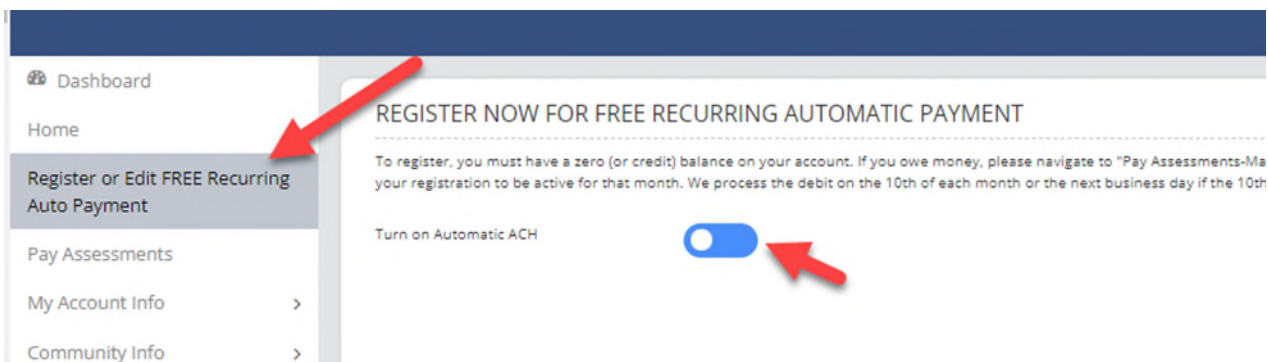 Dashboard
Home
Register or Edit FREE Recurring
Auto Payment
Pay Assessments
My Account Info
Community Info
REGISTER NOW FOR FREE RECURRING AUTOMATIC PAYMENT
To register, you must have a zero (or credit) balance on your account. If you owe money, please navigate to "Pay Assessments-Ma
your registration to be active for that month. We process the debit on the 10th of each month or the next business day if the 10th
Turn on Automatic ACH